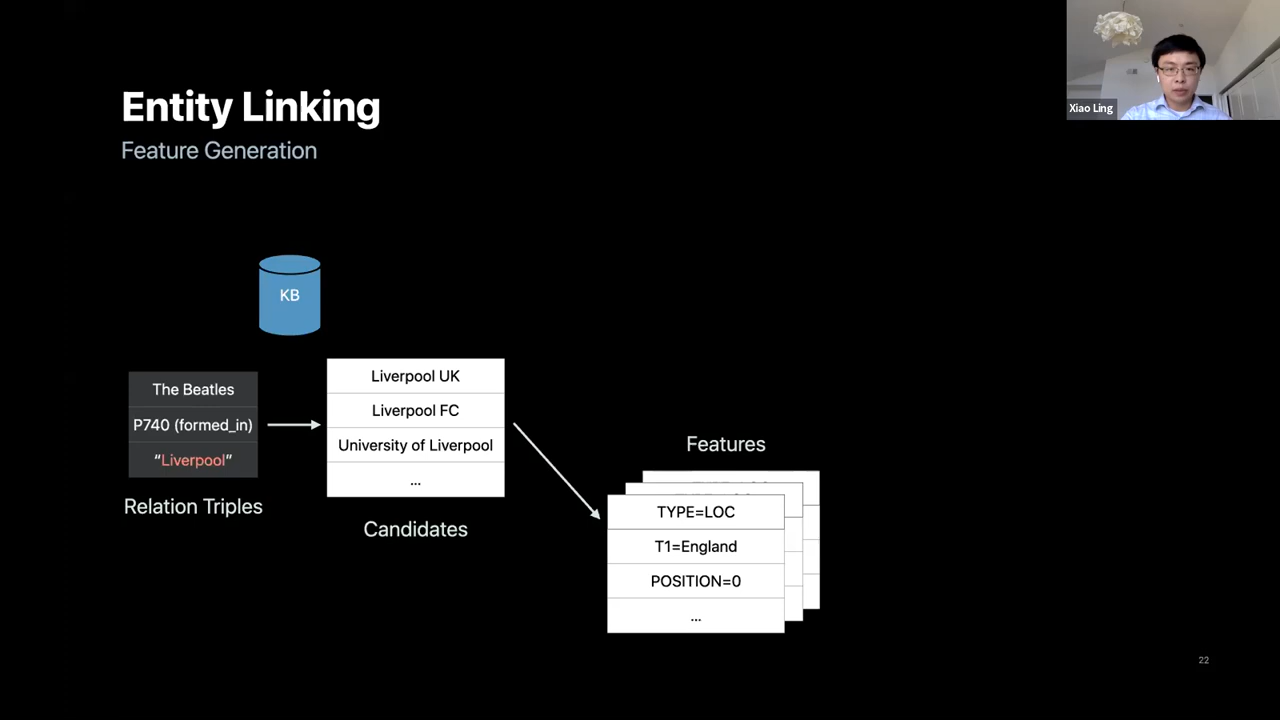 Xiao Ling
Entity Linking
Feature Generation
KB
The Beatles
P740 (formed_in)
“Liverpool”
Relation Triples
Liverpool UK
Liverpool FC
University of Liverpool
...
Candidates
Features
TYPE=LOC
T1=England
POSITION=0
...
22